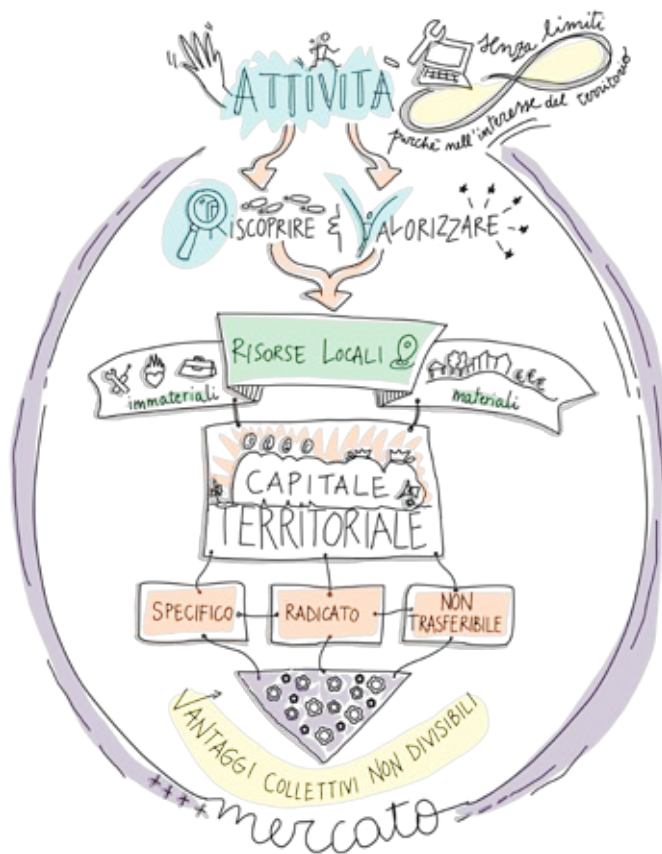 ATTIVITÀ
senza limiti
purché nell'interesse del territorio
RISCOPRIRE & VALORIZZARE
RISORSE LOCALI
immateriali
materiali
€€€
CAPITALE
TERRITORIALE
SPECIFICO
RADICATO
NON
TRASFERIBILE
VANTAGGI COLLETTIVI NON DIVISIBILI
++++ mercato